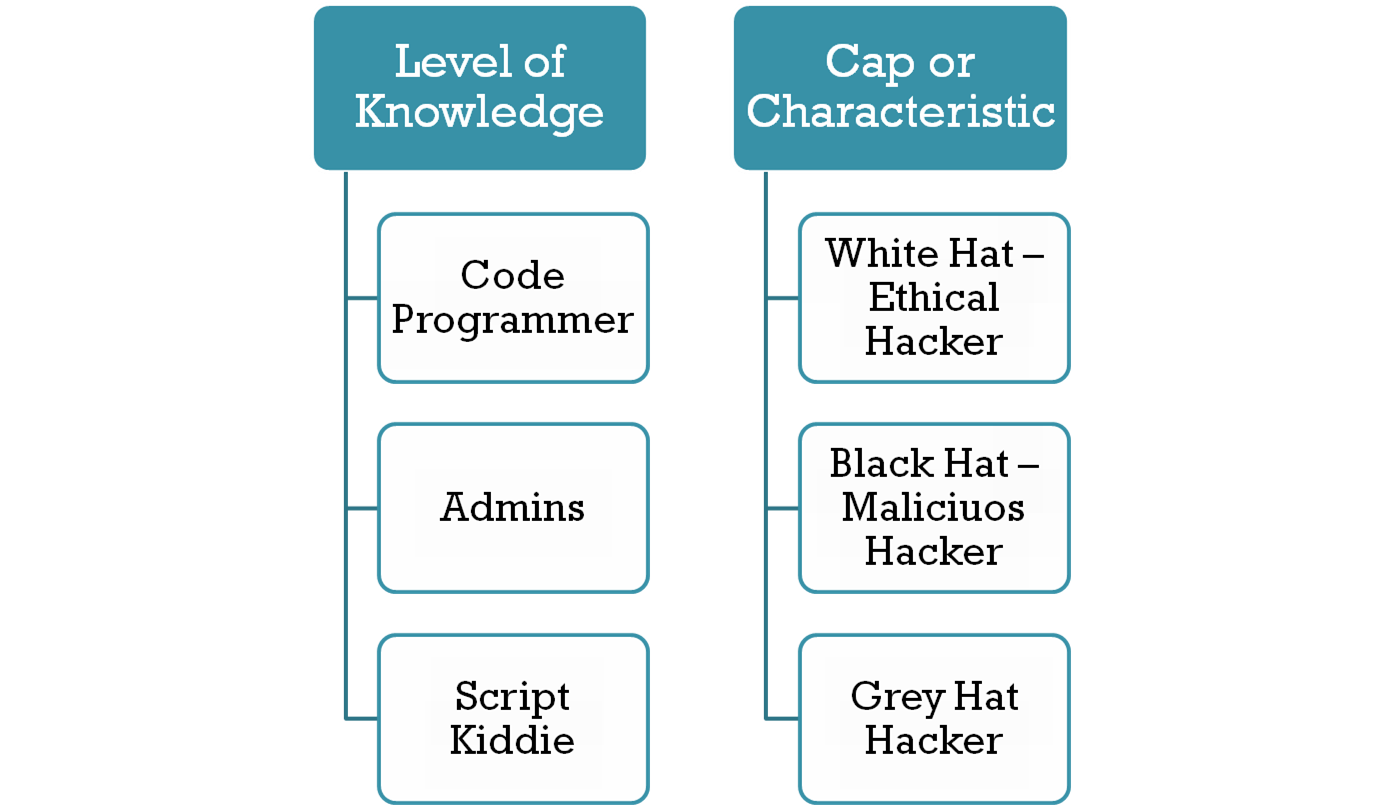 Level of
Knowledge
Code
Programmer
Admins
Script
Kiddie
Cap or
Characteristic
White Hat –
Ethical
Hacker
Black Hat –
Maliciuos
Hacker
Grey Hat
Hacker